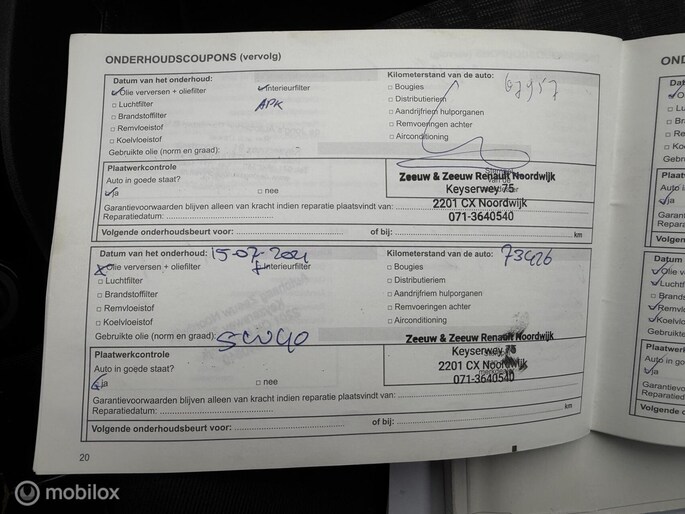 ONDERHOUDSCOUPONS (vervolg)
Datum van het onderhoud:
Kilometerstand van de auto:
Olie verversen + oliefilter
Interieurfilter
Bougies
Luchtfilter
APK
Distributieriem
Brandstoffilter
Aandrijfriem hulporganen
Remvloeistof
Remvoeringen achter
Koelvloeistof
Airconditioning
Gebruikte olie (norm en graad):
Plaatwerkcontrole
Auto in goede staat?
ja
nee
Zeeuw & Zeeuw Renault Noordwijk
Keyserwey 75
2201 CX Noordwijk
071-3640540
Garantievoorwaarden blijven alleen van kracht indien reparatie plaatsvindt van:
Reparatiedatum:
km
Volgende onderhoudsbeurt voor:
of bij:
Datum van het onderhoud: 15-07-2021
Kilometerstand van de auto: 73426
Olie verversen + oliefilter
Interieurfilter
Bougies
Luchtfilter
Distributieriem
Brandstoffilter
Aandrijfriem hulporganen
Remvloeistof
Remvoeringen achter
Koelvloeistof
Airconditioning
Gebruikte olie (norm en graad):
Plaatwerkcontrole
Auto in goede staat?
ja
nee
Zeeuw & Zeeuw Renault Noordwijk
Keyserwey 75
2201 CX Noordwijk
071-3640540
Garantievoorwaarden blijven alleen van kracht indien reparatie plaatsvindt van:
Reparatiedatum:
km
Volgende onderhoudsbeurt voor:
of bij:
20
mobilox